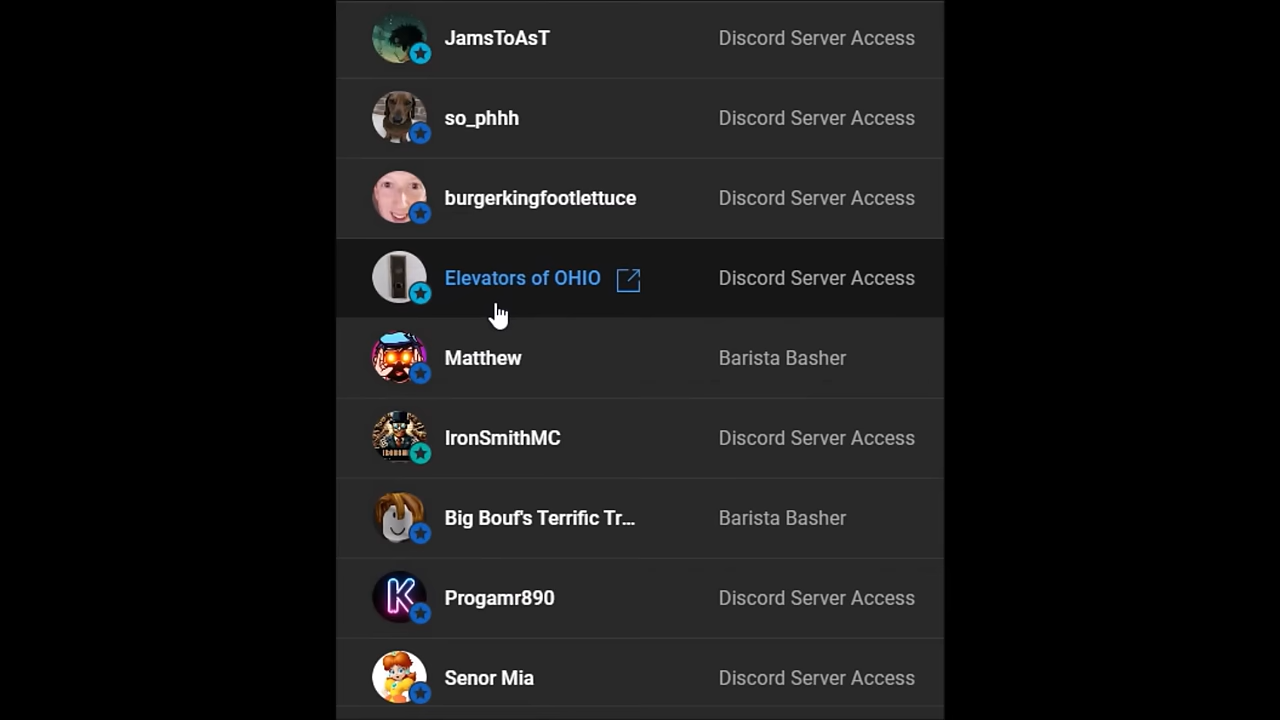 JamsToAsT Discord Server Access
so_phhh Discord Server Access
burgerkingfootlettuce Discord Server Access
Elevators of OHIO Discord Server Access
Matthew Barista Basher
IronSmithMC Discord Server Access
Big Bouf's Terrific Tr... Barista Basher
K Progamr890 Discord Server Access
Senor Mia Discord Server Access